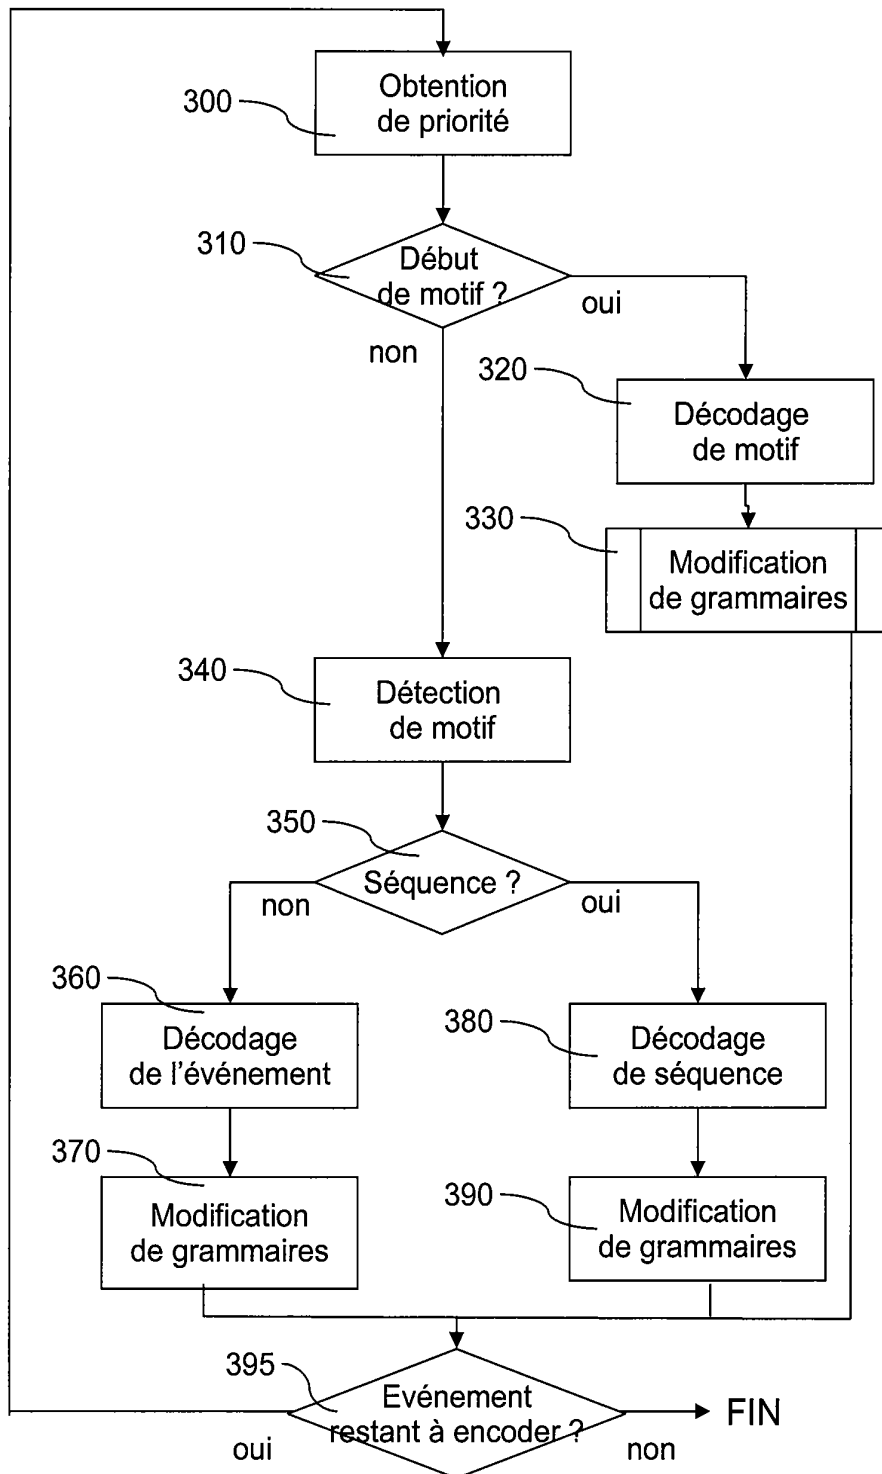 300
Obtention
de priorité
310
Début
de motif ?
oui
non
320
Décodage
de motif
330
Modification
de grammaires
340
Détection
de motif
350
Séquence ?
non
oui
360
Décodage
de l'événement
380
Décodage
de séquence
370
Modification
de grammaires
390
Modification
de grammaires
395
Evénement
restant à encoder ?
FIN
oui
non